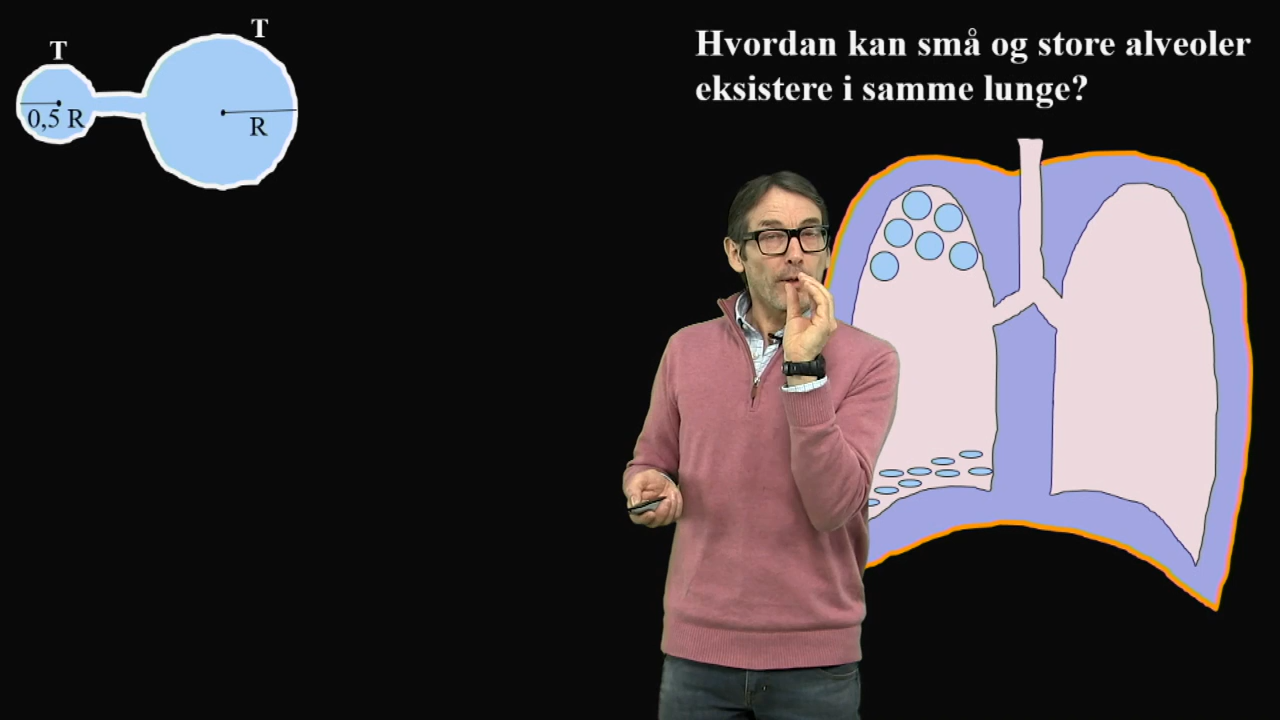 T
T
0,5 R
R
Hvordan kan små og store alveoler
eksistere i samme lunge?